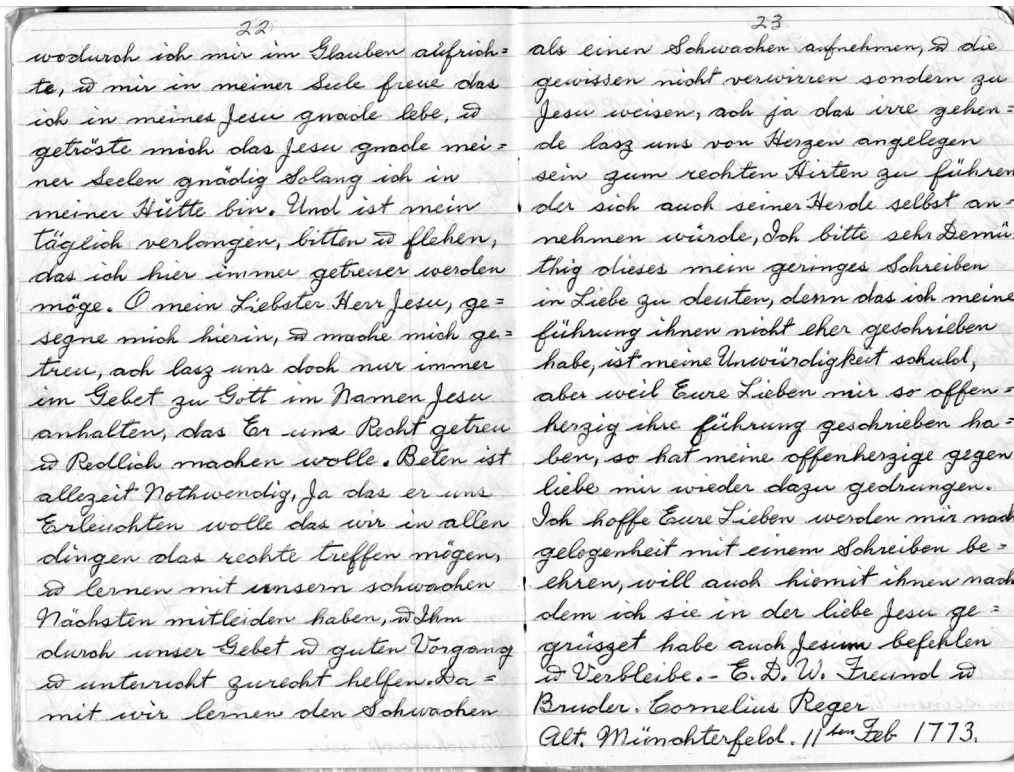 22
wodurch ich mir im Glauben aufrich=
te, u mir in meiner Seele freue das
ich in meines Jesu gnade lebe, u
getröste mich das Jesu gnade mei=
ner Seelen gnädig Solang ich in
meiner Hütte bin. Und ist mein
täglich verlangen, bitten u flehen,
das ich hier immer getreuer werden
möge. O mein Liebster Herr Jesu, ge=
segne mich hierin, u mache mich ge=
treu, ach lasz uns doch nur immer
im Gebet zu Gott im Namen Jesu
anhalten, das Er uns Recht getreu
u Redlich machen wolle. Beten ist
allezeit Nothwendig, Ja das er uns
Erleuchten wolle das wir in allen
dingen das rechte treffen mögen,
u lernen mit unsern schwachen
Nächsten mitleiden haben, u Ihm
durch unser Gebet u guten Vorgang
u unterricht zurecht helfen. Da=
mit wir lernen den Schwachen
23
als einen Schwachen aufnehmen, u die
gewissen nicht verwirren sondern zu
Jesu weisen, ach ja das irre gehen=
de lasz uns von Herzen angelegen
sein zum rechten Hirten zu führen
der sich auch seiner Herde selbst an=
nehmen würde, Ich bitte sehr Demü=
thig dieses mein geringes Schreiben
in Liebe zu deuten, denn das ich meine
führung ihnen nicht eher geschrieben
habe, ist meine Unwürdigkeit schuld,
aber weil Eure Lieben mir so offen=
herzig ihre führung geschrieben ha=
ben, so hat meine offenherzige gegen
liebe mir wieder dazu gedrungen.
Ich hoffe Eure Lieben werden mir nach
gelegenheit mit einem Schreiben be=
ehren, will auch hiemit ihnen nach
dem ich sie in der liebe Jesu ge=
grüszet habe auch Jesum befehlen
u Verbleibe.- E. D. W. Freund u
Bruder. Cornelius Reger
Alt. Münchterfeld. 11ten Feb 1773.